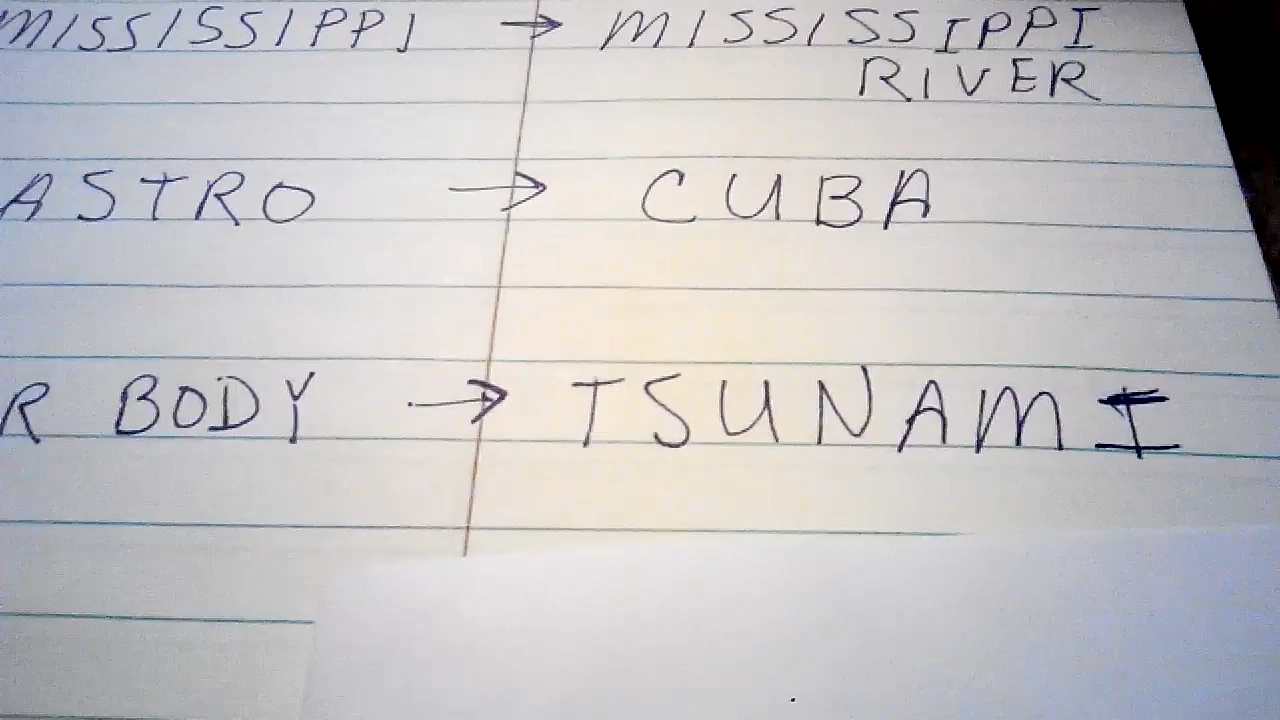 MISSISSIPPI → MISSISSIPPI
RIVER
ASTRO → CUBA
R BODY → TSUNAMI